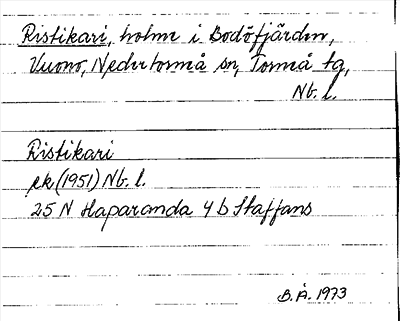 Ristikari, holme i Bodöfjärden,
Vuono, Nedertorneå sn, Torneå tg,
Nb. l.
Ristikari
ek (1951) Nb. l.
25 N Haparanda 4 b Staffans
B. Å. 1973